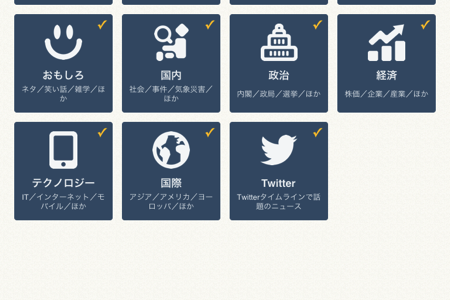 おもしろ
ネタ／笑い話／雑学／ほ
か
国内
社会／事件／気象災害／
ほか
政治
内閣／政局／選挙／ほか
経済
株価／企業／産業／ほか
テクノロジー
IT／インターネット／モ
バイル／ほか
国際
アジア／アメリカ／ヨー
ロッパ／ほか
Twitter
Twitterタイムラインで話
題のニュース